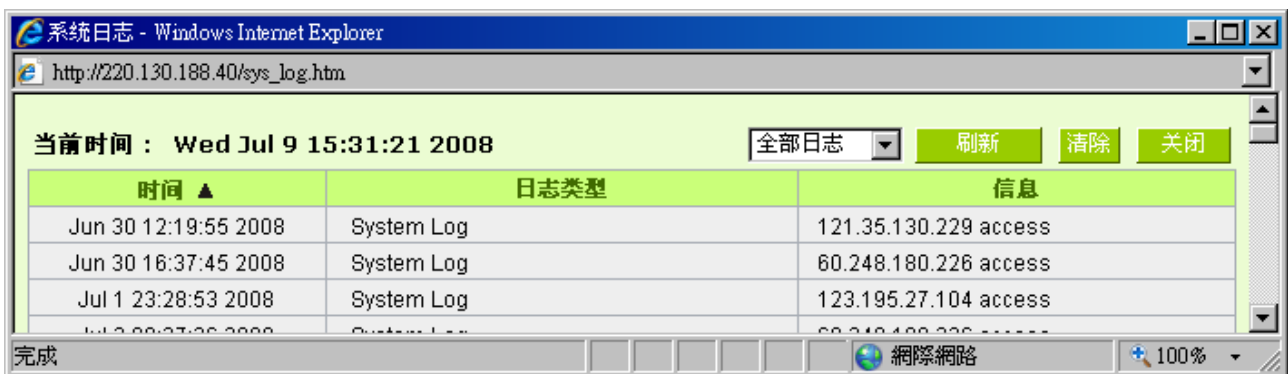 系统日志 - Windows Internet Explorer
http://220.130.188.40/sys_log.htm
当前时间： Wed Jul 9 15:31:21 2008 全部日志 刷新 清除 关闭
时间 ▲ 日志类型 信息
Jun 30 12:19:55 2008 System Log 121.35.130.229 access
Jun 30 16:37:45 2008 System Log 60.248.180.226 access
Jul 1 23:28:53 2008 System Log 123.195.27.104 access
完成 網際網路 100%